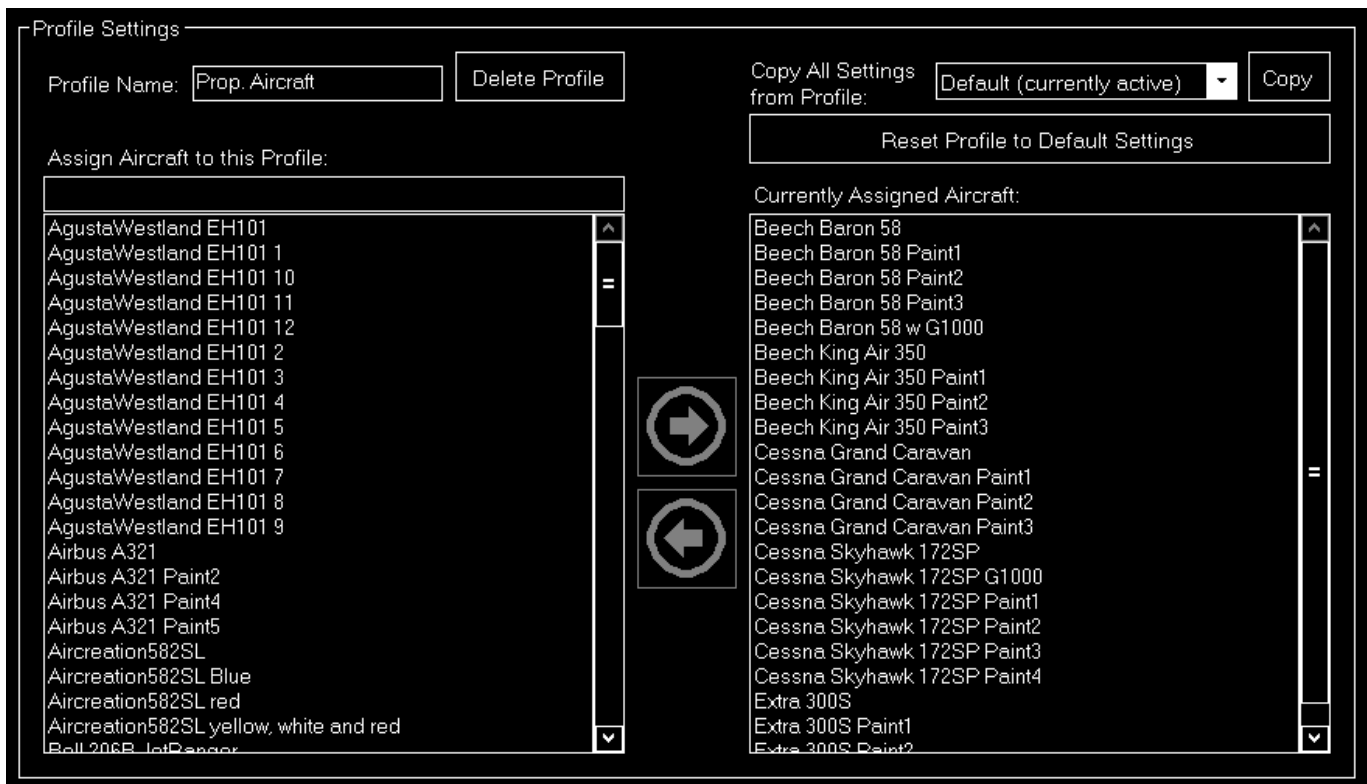 Profile Settings
Profile Name: Prop. Aircraft
Delete Profile
Copy All Settings
from Profile:
Default (currently active)
Copy
Reset Profile to Default Settings
Assign Aircraft to this Profile:
AgustaWestland EH101
AgustaWestland EH101 1
AgustaWestland EH101 10
AgustaWestland EH101 11
AgustaWestland EH101 12
AgustaWestland EH101 2
AgustaWestland EH101 3
AgustaWestland EH101 4
AgustaWestland EH101 5
AgustaWestland EH101 6
AgustaWestland EH101 7
AgustaWestland EH101 8
AgustaWestland EH101 9
Airbus A321
Airbus A321 Paint2
Airbus A321 Paint4
Airbus A321 Paint5
Aircreation582SL
Aircreation582SL Blue
Aircreation582SL red
Aircreation582SL yellow, white and red
Bell 206B JetRanger
Currently Assigned Aircraft:
Beech Baron 58
Beech Baron 58 Paint1
Beech Baron 58 Paint2
Beech Baron 58 Paint3
Beech Baron 58 w G1000
Beech King Air 350
Beech King Air 350 Paint1
Beech King Air 350 Paint2
Beech King Air 350 Paint3
Cessna Grand Caravan
Cessna Grand Caravan Paint1
Cessna Grand Caravan Paint2
Cessna Grand Caravan Paint3
Cessna Skyhawk 172SP
Cessna Skyhawk 172SP G1000
Cessna Skyhawk 172SP Paint1
Cessna Skyhawk 172SP Paint2
Cessna Skyhawk 172SP Paint3
Cessna Skyhawk 172SP Paint4
Extra 300S
Extra 300S Paint1
Extra 300S Paint2